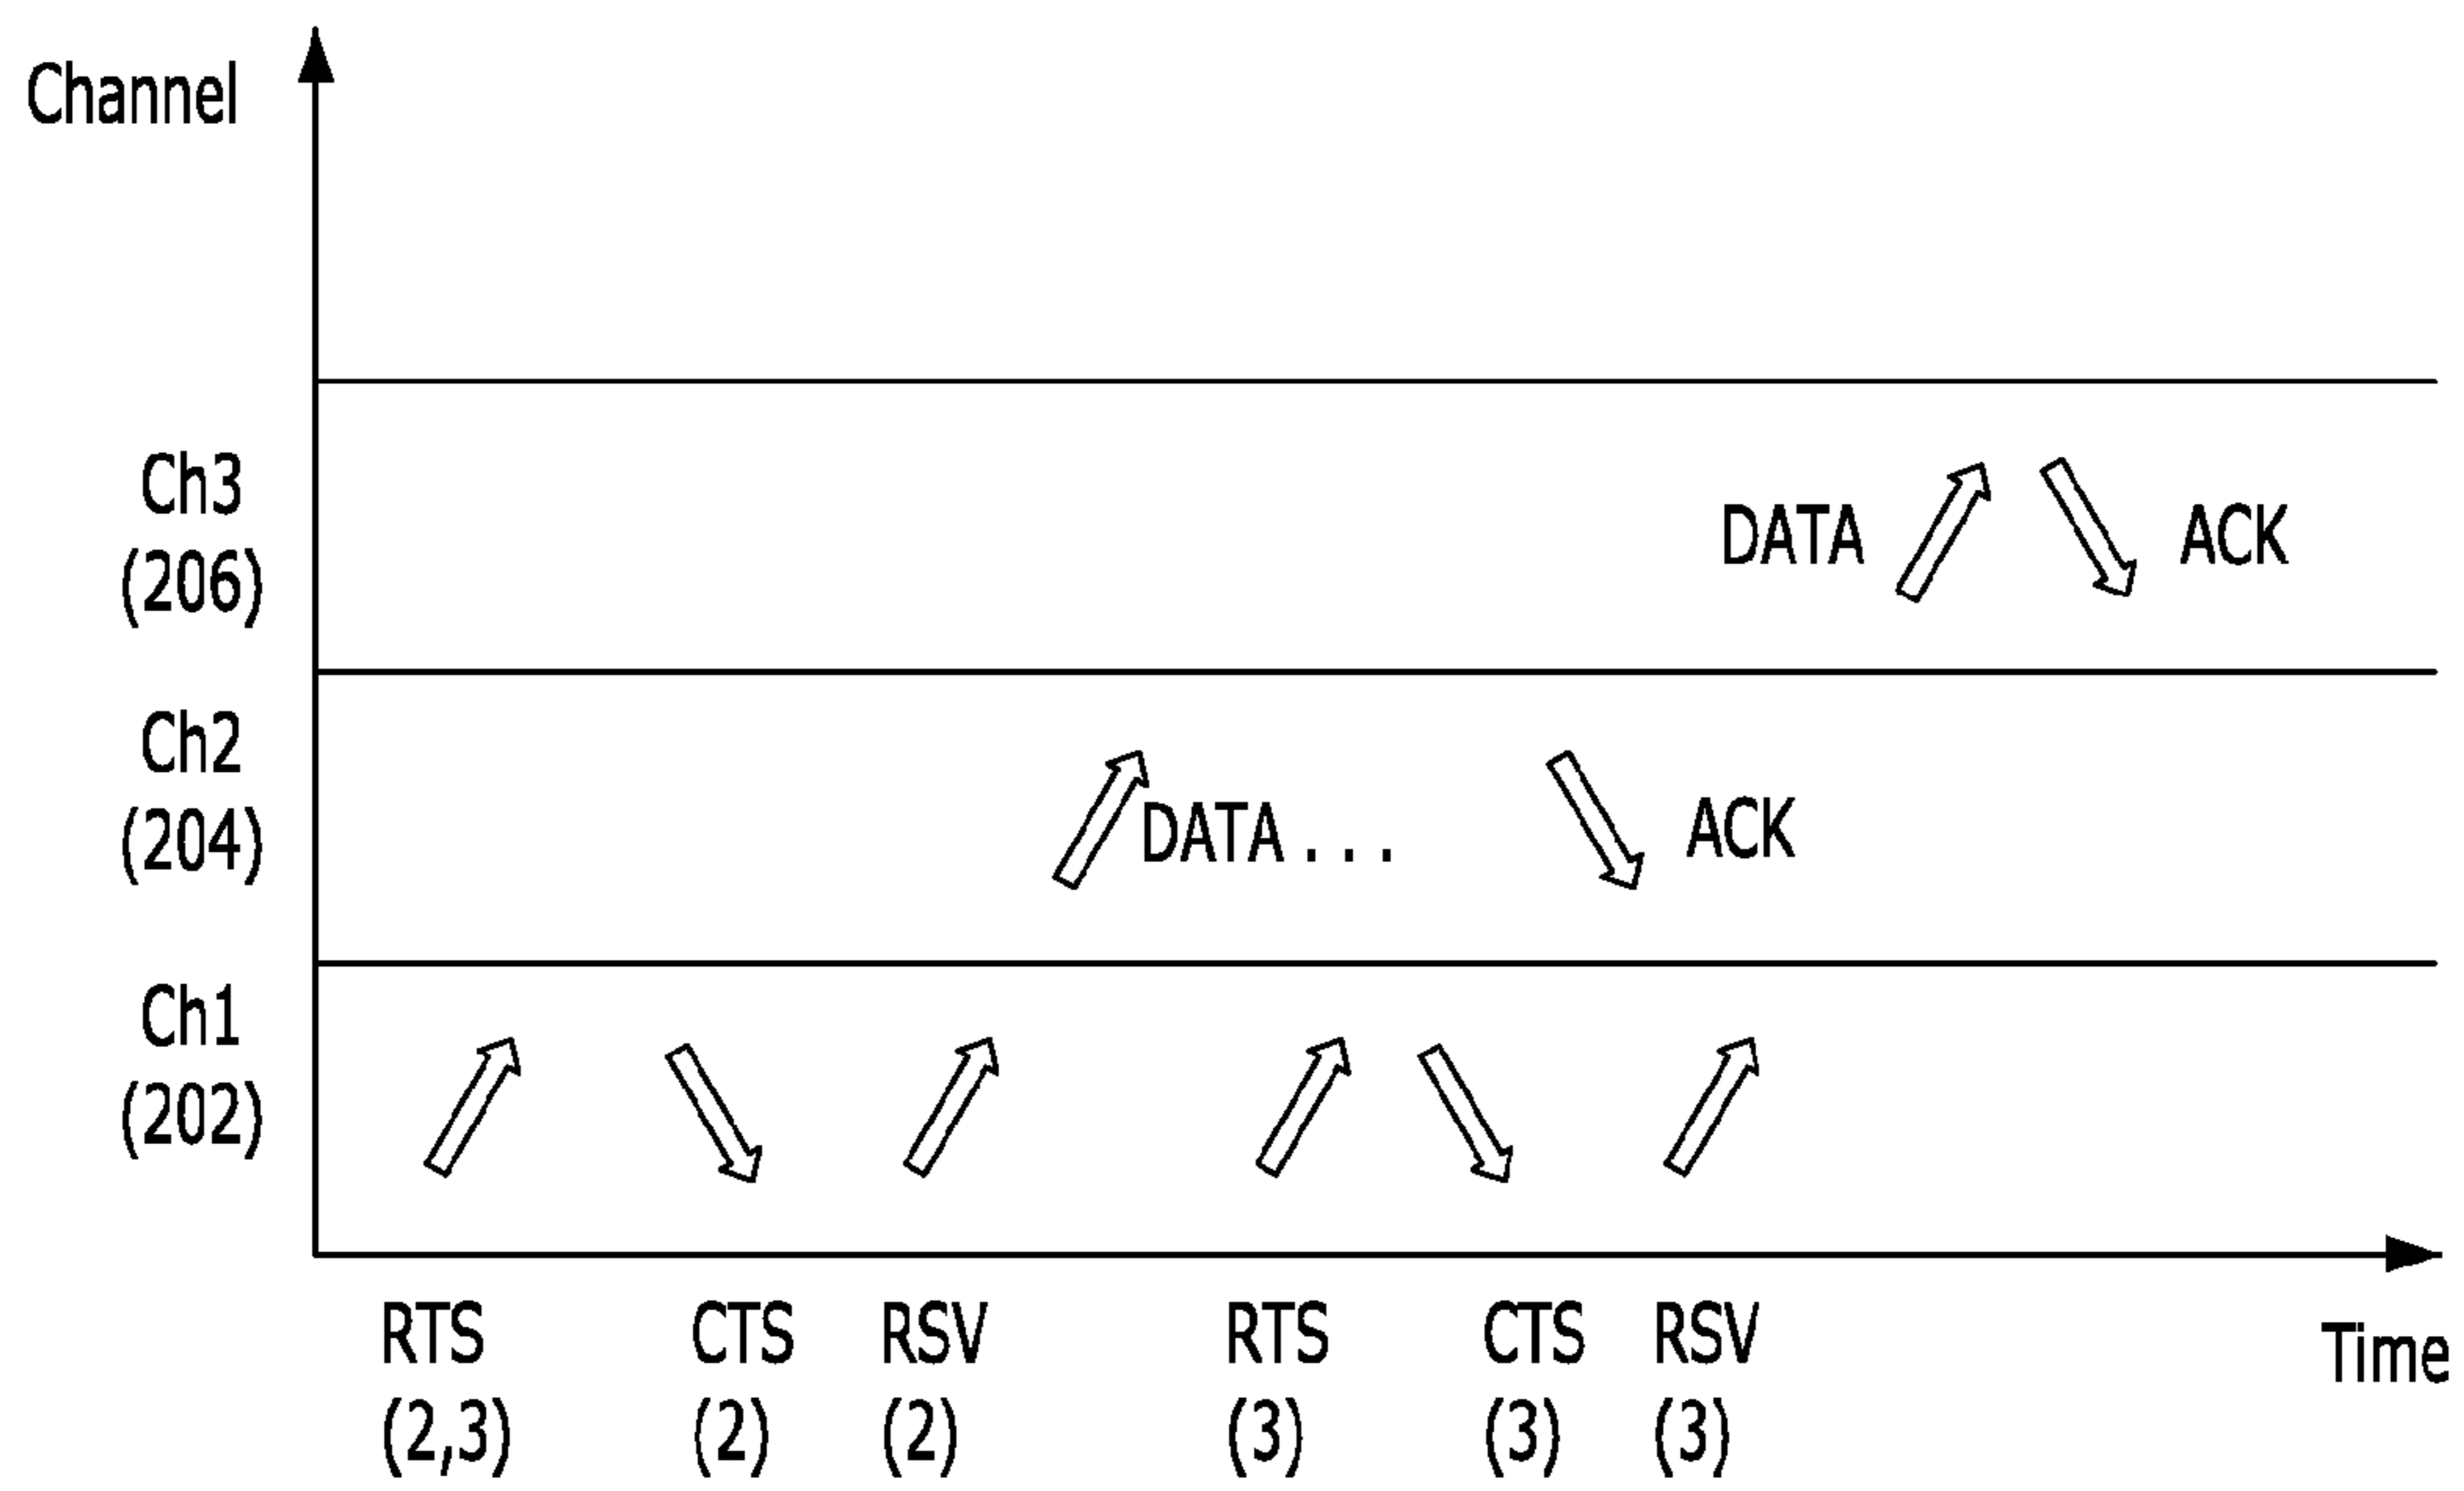 Channel
Ch3
(206)
DATA
ACK
Ch2
(204)
DATA...
ACK
Ch1
(202)
RTS
(2,3)
CTS
(2)
RSV
(2)
RTS
(3)
CTS
(3)
RSV
(3)
Time